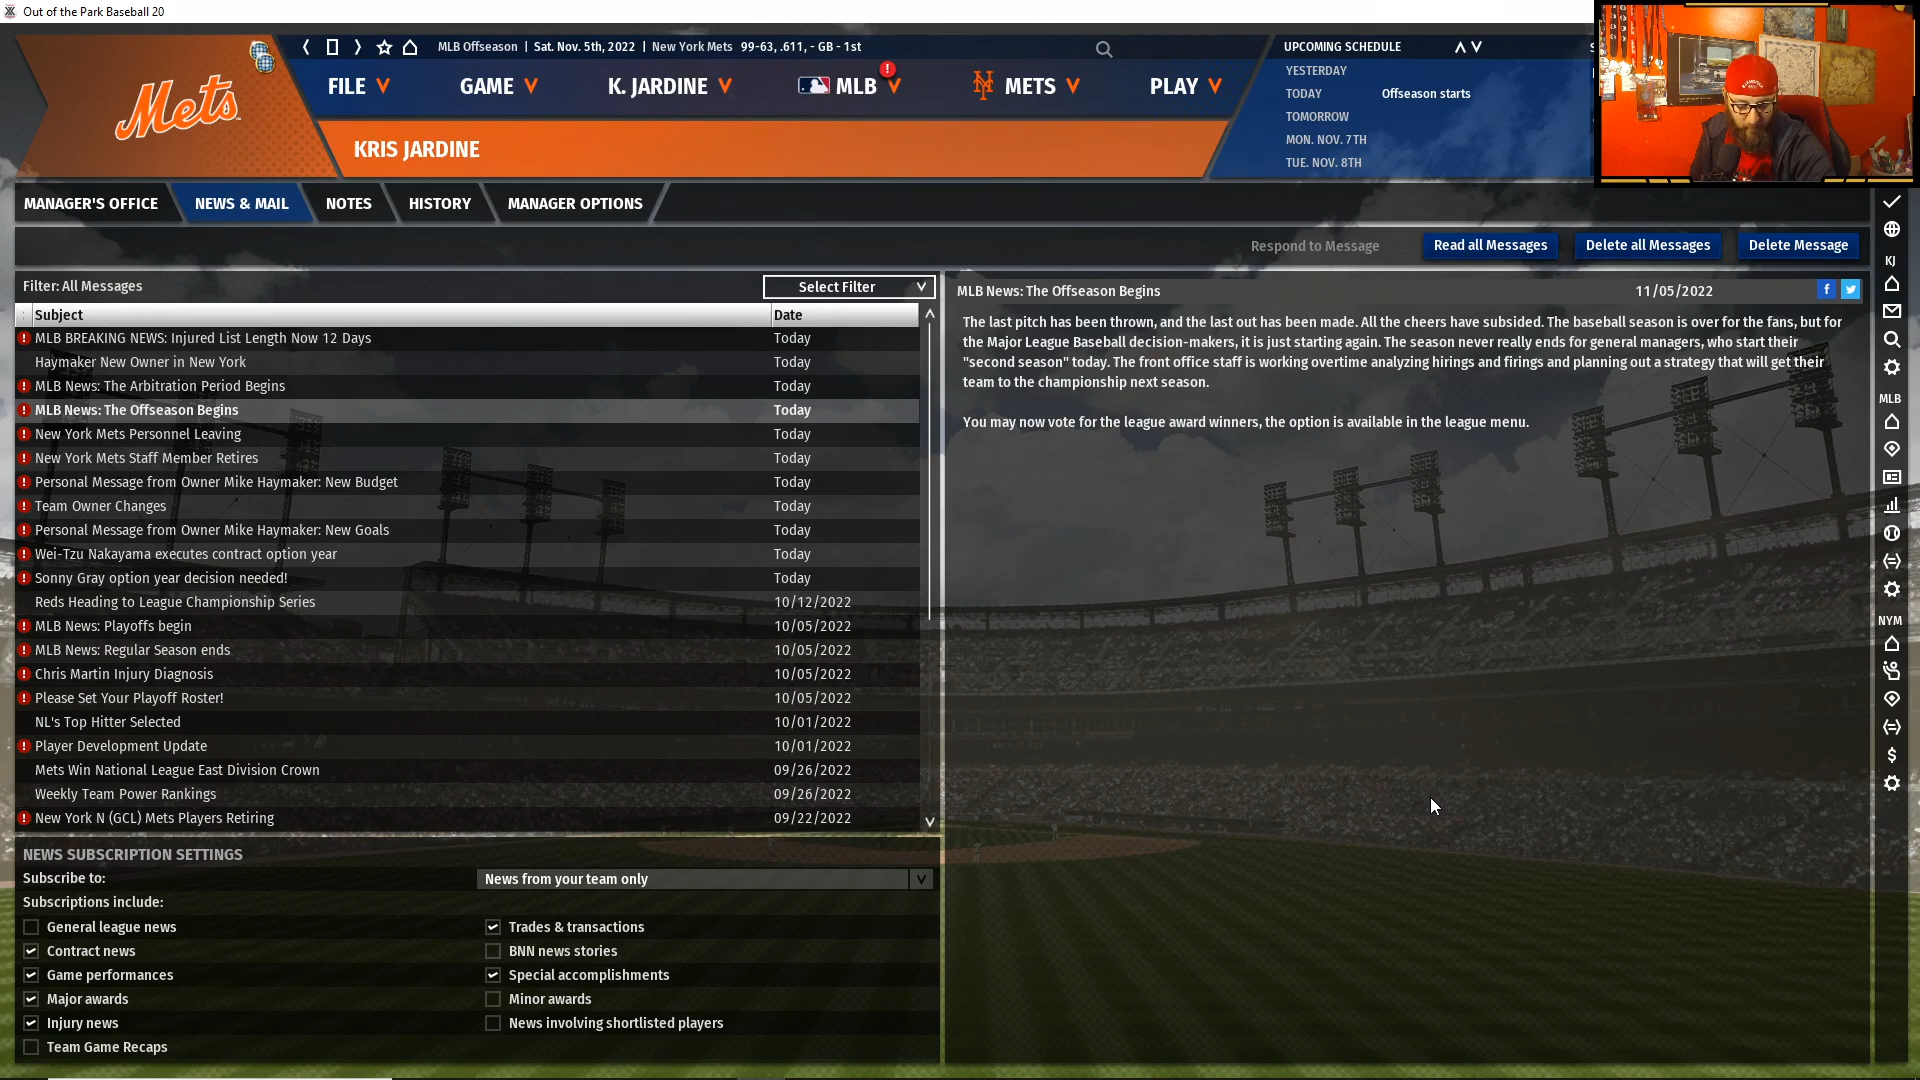 Out of the Park Baseball 20
MLB Offseason | Sat. Nov. 5th, 2022 | New York Mets 99-63, .611, - GB - 1st
Mets
FILE
GAME
K. JARDINE
MLB
METS
PLAY
KRIS JARDINE
UPCOMING SCHEDULE
YESTERDAY
TODAY Offseason starts
TOMORROW
MON. NOV. 7TH
TUE. NOV. 8TH
MANAGER'S OFFICE
NEWS & MAIL
NOTES
HISTORY
MANAGER OPTIONS
Respond to Message
Read all Messages
Delete all Messages
Delete Message
Filter: All Messages
Select Filter
Subject Date
MLB BREAKING NEWS: Injured List Length Now 12 Days Today
Haymaker New Owner in New York Today
MLB News: The Arbitration Period Begins Today
MLB News: The Offseason Begins Today
New York Mets Personnel Leaving Today
New York Mets Staff Member Retires Today
Personal Message from Owner Mike Haymaker: New Budget Today
Team Owner Changes Today
Personal Message from Owner Mike Haymaker: New Goals Today
Wei-Tzu Nakayama executes contract option year Today
Sonny Gray option year decision needed! Today
Reds Heading to League Championship Series 10/12/2022
MLB News: Playoffs begin 10/05/2022
MLB News: Regular Season ends 10/05/2022
Chris Martin Injury Diagnosis 10/05/2022
Please Set Your Playoff Roster! 10/05/2022
NL's Top Hitter Selected 10/01/2022
Player Development Update 10/01/2022
Mets Win National League East Division Crown 09/26/2022
Weekly Team Power Rankings 09/26/2022
New York N (GCL) Mets Players Retiring 09/22/2022
NEWS SUBSCRIPTION SETTINGS
Subscribe to: News from your team only
Subscriptions include:
General league news Trades & transactions
Contract news BNN news stories
Game performances Special accomplishments
Major awards Minor awards
Injury news News involving shortlisted players
Team Game Recaps
MLB News: The Offseason Begins 11/05/2022
The last pitch has been thrown, and the last out has been made. All the cheers have subsided. The baseball season is over for the fans, but for
the Major League Baseball decision-makers, it is just starting again. The season never really ends for general managers, who start their
"second season" today. The front office staff is working overtime analyzing hirings and firings and planning out a strategy that will get their
team to the championship next season.
You may now vote for the league award winners, the option is available in the league menu.
KJ
MLB
NYM